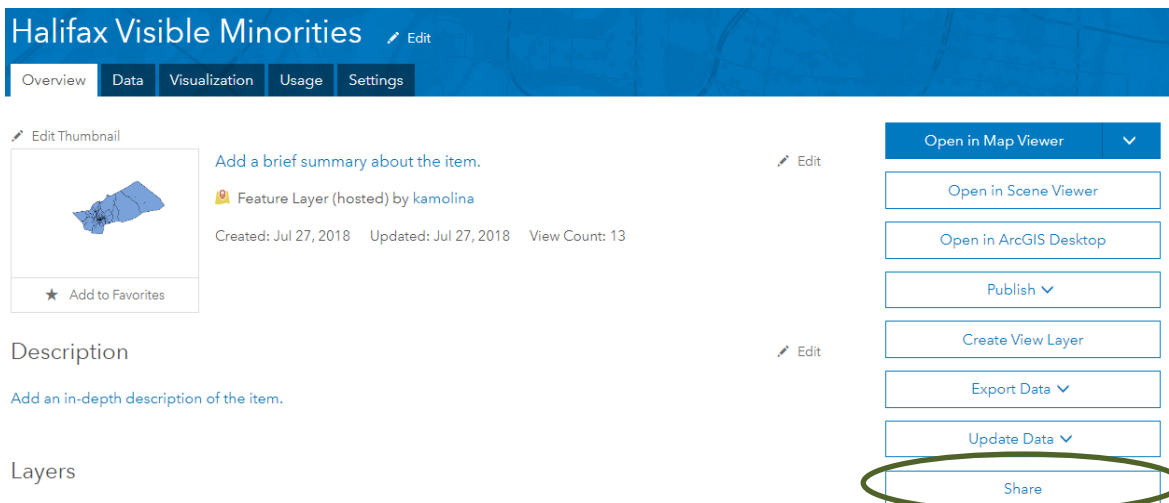 Halifax Visible Minorities Edit
Overview Data Visualization Usage Settings
Edit Thumbnail
Add a brief summary about the item. Edit
Feature Layer (hosted) by kamolina
Created: Jul 27, 2018 Updated: Jul 27, 2018 View Count: 13
Add to Favorites
Description Edit
Add an in-depth description of the item.
Layers
Open in Map Viewer
Open in Scene Viewer
Open in ArcGIS Desktop
Publish
Create View Layer
Export Data
Update Data
Share